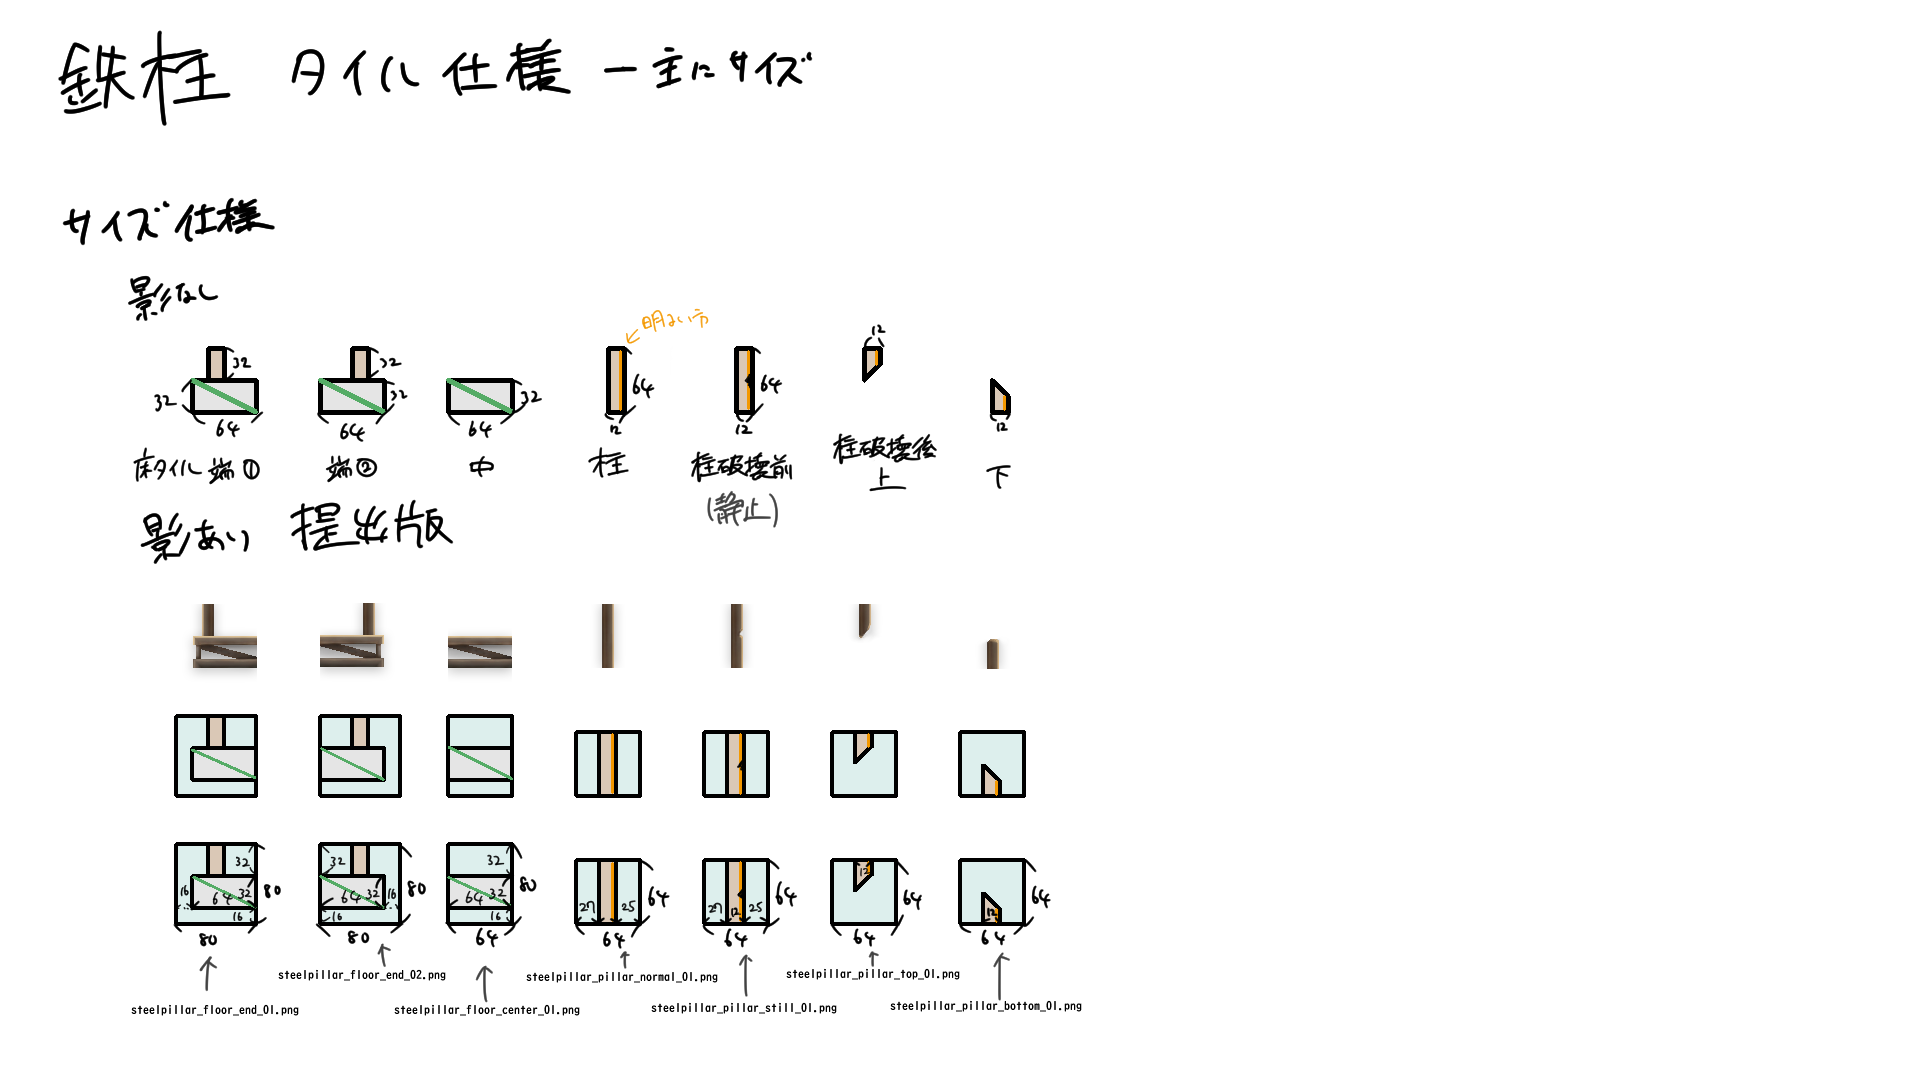 鉄柱 タイル仕様 ー主にサイズ
サイズ仕様
影なし
←明るい方
32 32 64
32 32 64
32 64
64 12
64 12
12
12
床タイル 端①
端②
中
柱
柱破壊前
(静止)
柱破壊後
上
下
影あり 提出版
32 16 64 32 80 16 80
32 64 32 16 80 16 80
32 64 32 80 16 64
27 25 64 64
27 12 25 64 64
12 64 64
12 64 64
steelpillar_floor_end_01.png
steelpillar_floor_end_02.png
steelpillar_floor_center_01.png
steelpillar_pillar_normal_01.png
steelpillar_pillar_still_01.png
steelpillar_pillar_top_01.png
steelpillar_pillar_bottom_01.png